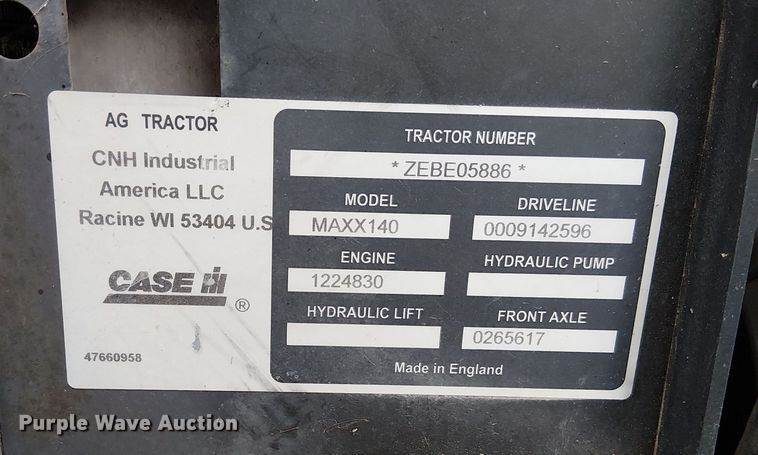 AG TRACTOR
CNH Industrial
America LLC
Racine WI 53404 U.S
CASE IH ®
47660958
TRACTOR NUMBER
* ZEBE05886 *
MODEL DRIVELINE
MAXX140 0009142596
ENGINE HYDRAULIC PUMP
1224830
HYDRAULIC LIFT FRONT AXLE
0265617
Made in England
Purple Wave Auction